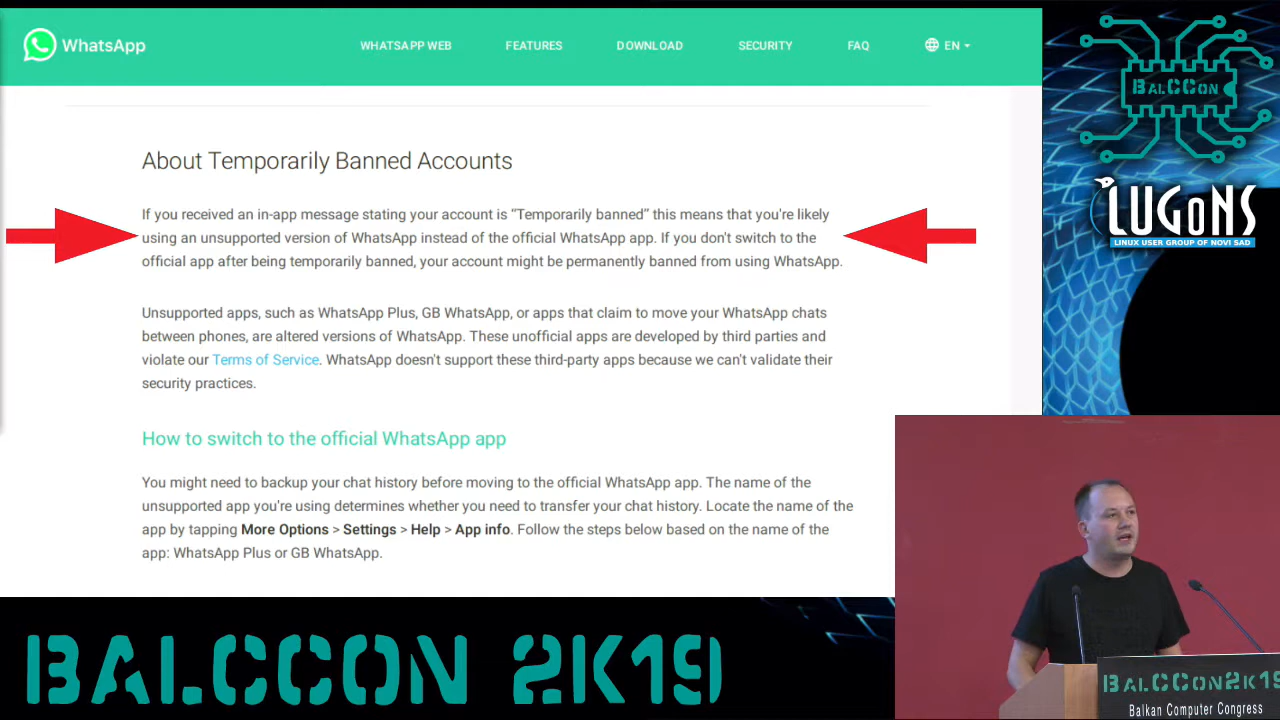 WhatsApp
WHATSAPP WEB
FEATURES
DOWNLOAD
SECURITY
FAQ
EN
About Temporarily Banned Accounts
If you received an in-app message stating your account is “Temporarily banned” this means that you're likely
using an unsupported version of WhatsApp instead of the official WhatsApp app. If you don't switch to the
official app after being temporarily banned, your account might be permanently banned from using WhatsApp.
Unsupported apps, such as WhatsApp Plus, GB WhatsApp, or apps that claim to move your WhatsApp chats
between phones, are altered versions of WhatsApp. These unofficial apps are developed by third parties and
violate our Terms of Service. WhatsApp doesn't support these third-party apps because we can't validate their
security practices.
How to switch to the official WhatsApp app
You might need to backup your chat history before moving to the official WhatsApp app. The name of the
unsupported app you're using determines whether you need to transfer your chat history. Locate the name of the
app by tapping More Options > Settings > Help > App info. Follow the steps below based on the name of the
app: WhatsApp Plus or GB WhatsApp.
BALCCON
LUGONS
LINUX USER GROUP OF NOVI SAD
BALCCON 2K19
BALCCON2K19
Balkan Computer Congress